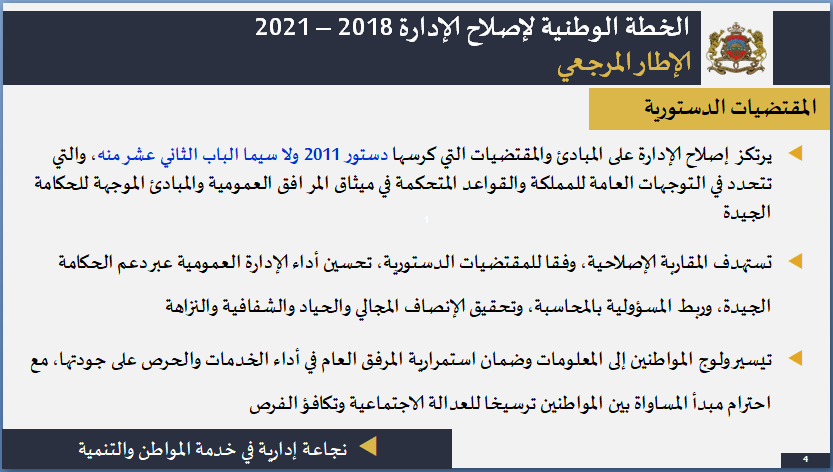 الخطة الوطنية لإصلاح الإدارة 2018 – 2021
الإطار المرجعي
المقتضيات الدستورية
يرتكز إصلاح الإدارة على المبادئ والمقتضيات التي كرسها دستور 2011 ولا سيما الباب الثاني عشر منه، والتي
تتحدد في التوجهات العامة للمملكة والقواعد المتحكمة في ميثاق المرافق العمومية والمبادئ الموجهة للحكامة
الجيدة
1
تستهدف المقاربة الإصلاحية، وفقا للمقتضيات الدستورية، تحسين أداء الإدارة العمومية عبر دعم الحكامة
الجيدة، وربط المسؤولية بالمحاسبة، وتحقيق الإنصاف المجالي والحياد والشفافية والنزاهة
تيسير ولوج المواطنين إلى المعلومات وضمان استمرارية المرفق العام في أداء الخدمات والحرص على جودتها، مع
احترام مبدأ المساواة بين المواطنين ترسيخا للعدالة الاجتماعية وتكافؤ الفرص
نجاعة إدارية في خدمة المواطن والتنمية
4